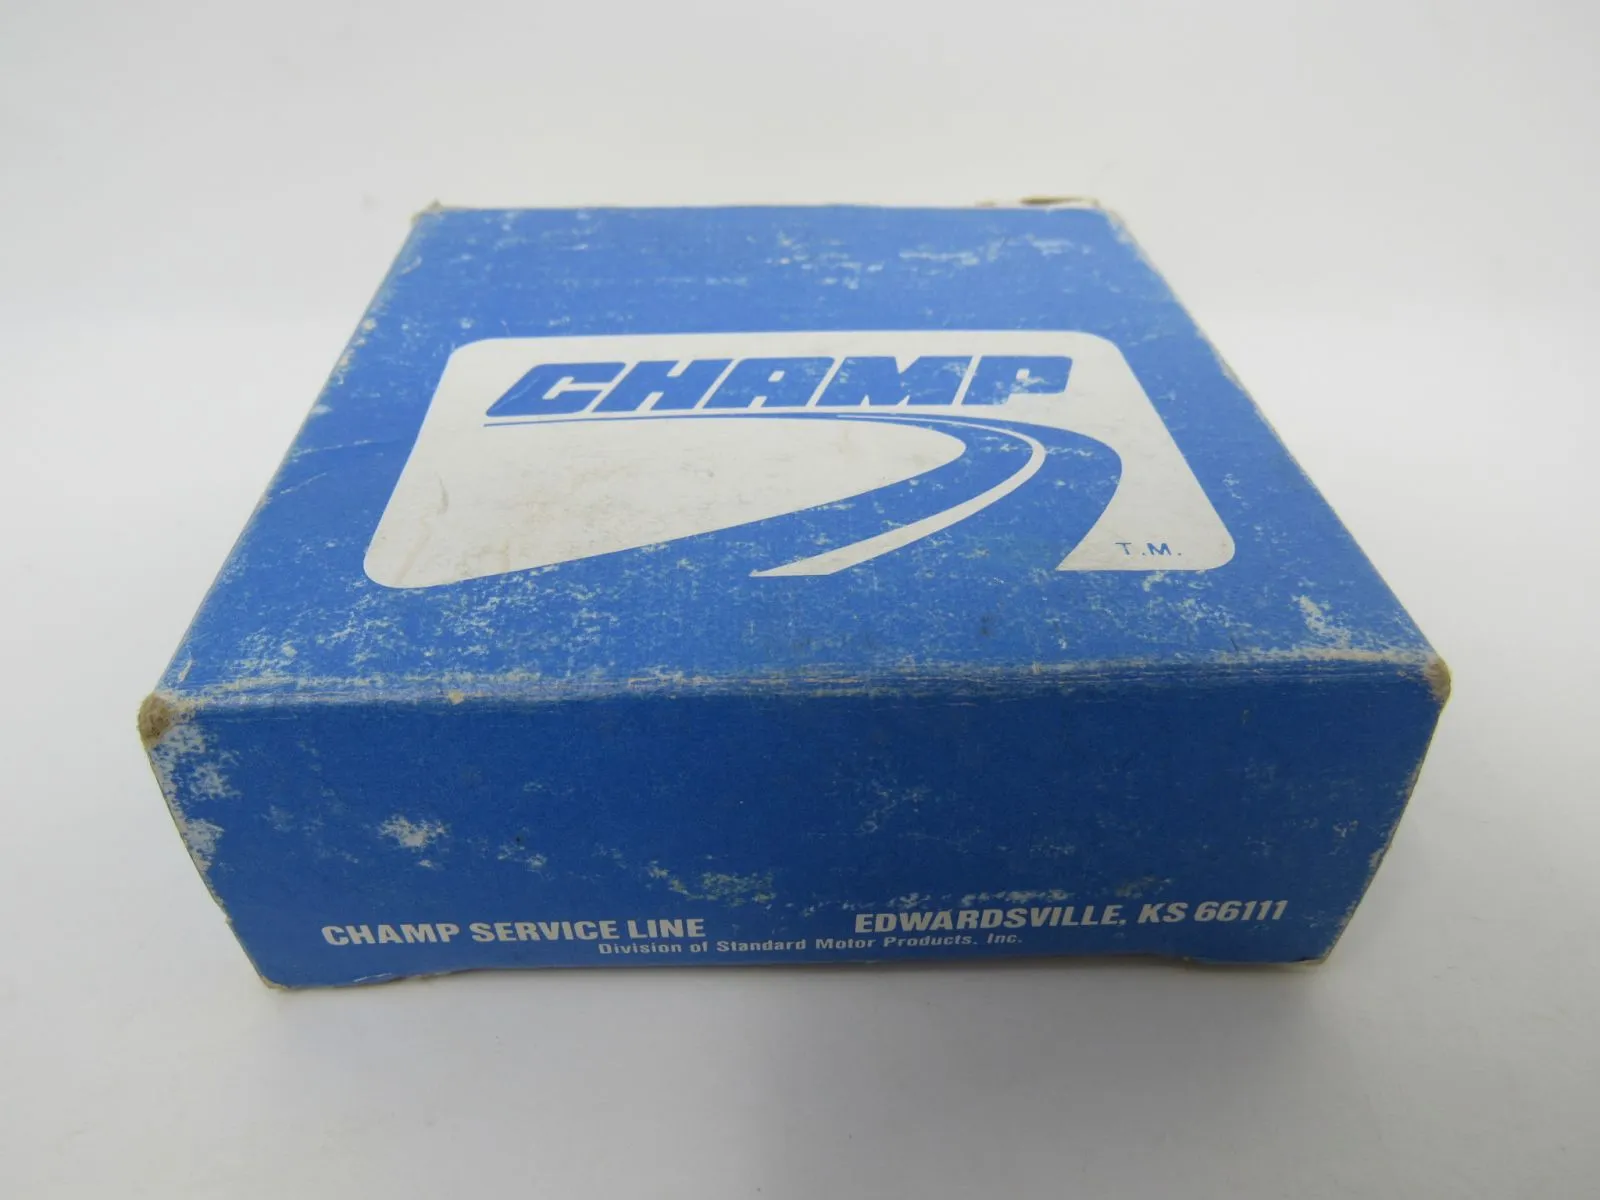 CHAMP
T.M.
CHAMP SERVICE LINE
EDWARDSVILLE, KS 66111
Division of Standard Motor Products, Inc.